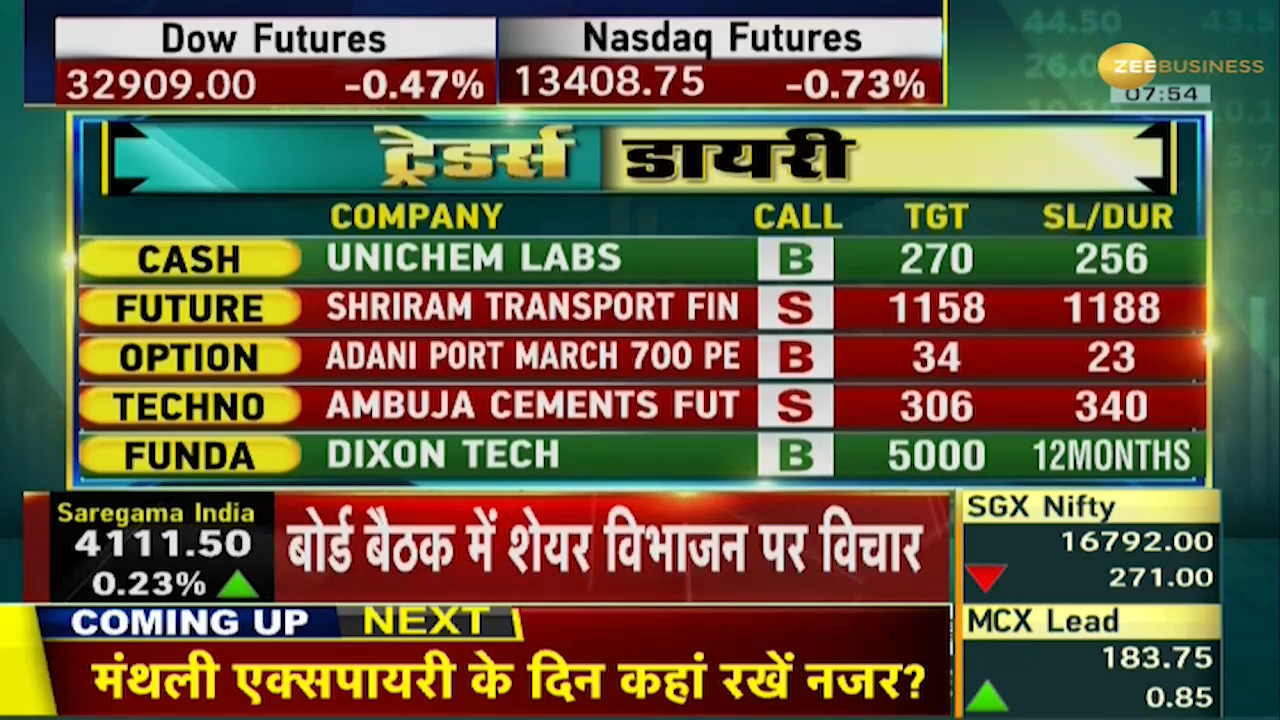 Dow Futures
32909.00 -0.47%
Nasdaq Futures
13408.75 -0.73%
ZEEBUSINESS
07:54
ट्रेडर्स डायरी
COMPANY CALL TGT SL/DUR
CASH UNICHEM LABS B 270 256
FUTURE SHRIRAM TRANSPORT FIN S 1158 1188
OPTION ADANI PORT MARCH 700 PE B 34 23
TECHNO AMBUJA CEMENTS FUT S 306 340
FUNDA DIXON TECH B 5000 12MONTHS
Saregama India
4111.50
0.23%
बोर्ड बैठक में शेयर विभाजन पर विचार
SGX Nifty
16792.00
271.00
COMING UP NEXT
मंथली एक्सपायरी के दिन कहां रखें नजर?
MCX Lead
183.75
0.85